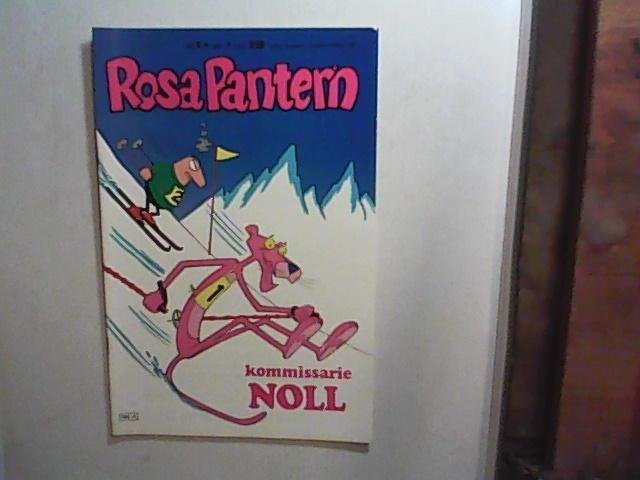 Rosa Pantern
1
kommissarie
NOLL